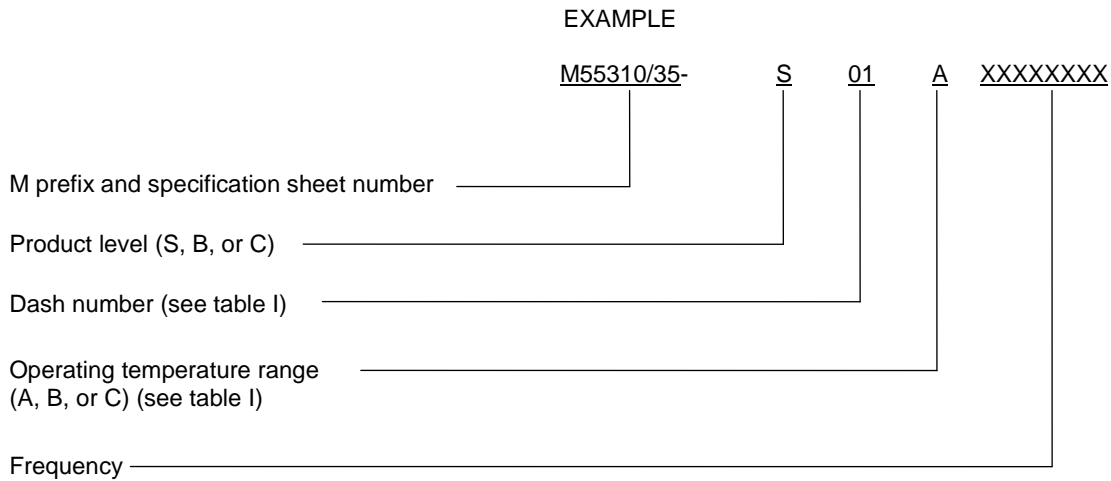 EXAMPLE
M55310/35- S 01 A XXXXXXXX
M prefix and specification sheet number
Product level (S, B, or C)
Dash number (see table I)
Operating temperature range
(A, B, or C) (see table I)
Frequency